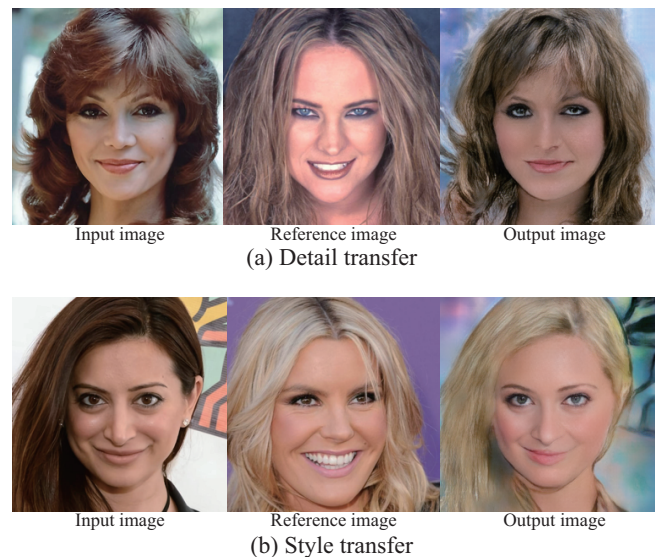 Input image Reference image Output image
(a) Detail transfer
Input image Reference image Output image
(b) Style transfer